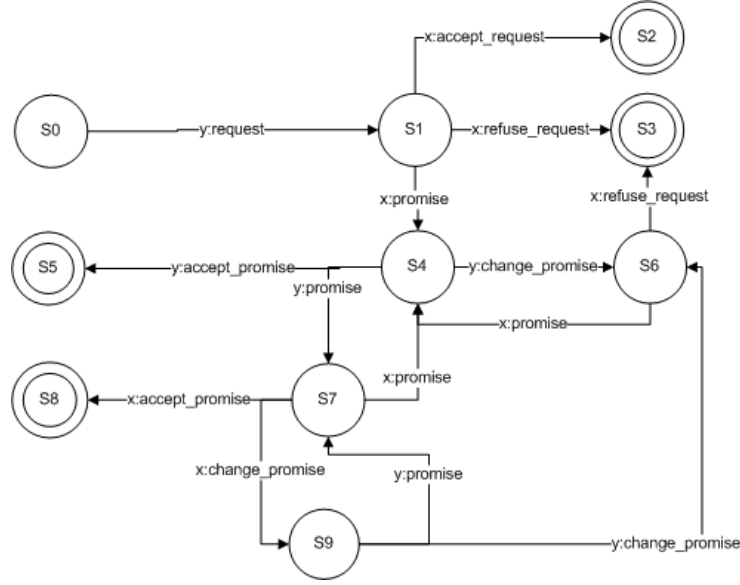 S2
x:accept_request
S0
y:request
S1
x:refuse_request
S3
x:promise
x:refuse_request
S5
y:accept_promise
S4
y:change_promise
S6
y:promise
x:promise
x:promise
S8
x:accept_promise
S7
x:change_promise
y:promise
S9
y:change_promise